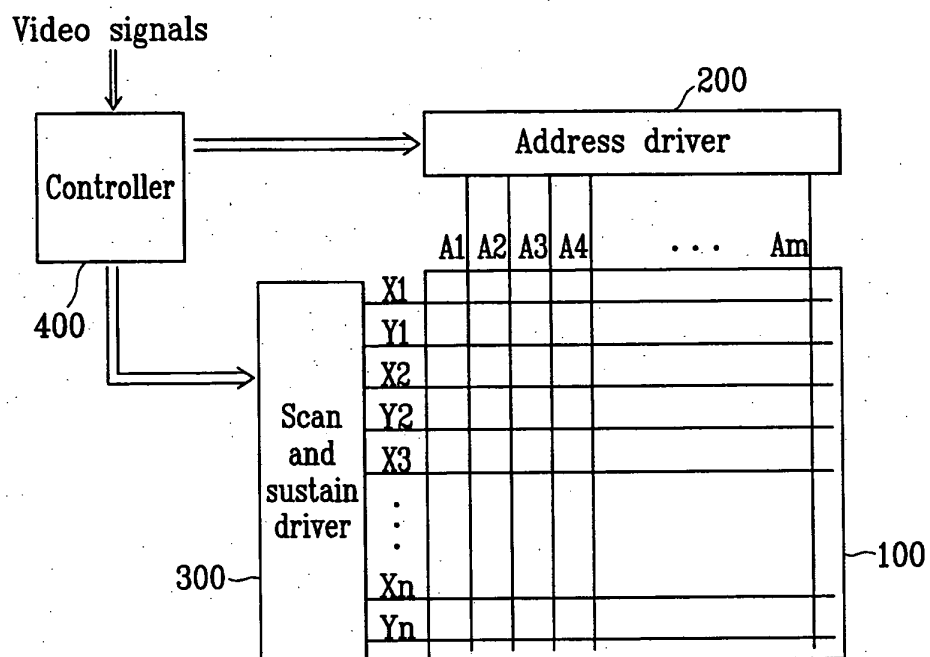 Video signals
200
Controller
Address driver
400
A1 A2 A3 A4 ... Am
X1
Y1
X2
Y2
X3
Scan
and
sustain
driver
300
100
Xn
Yn